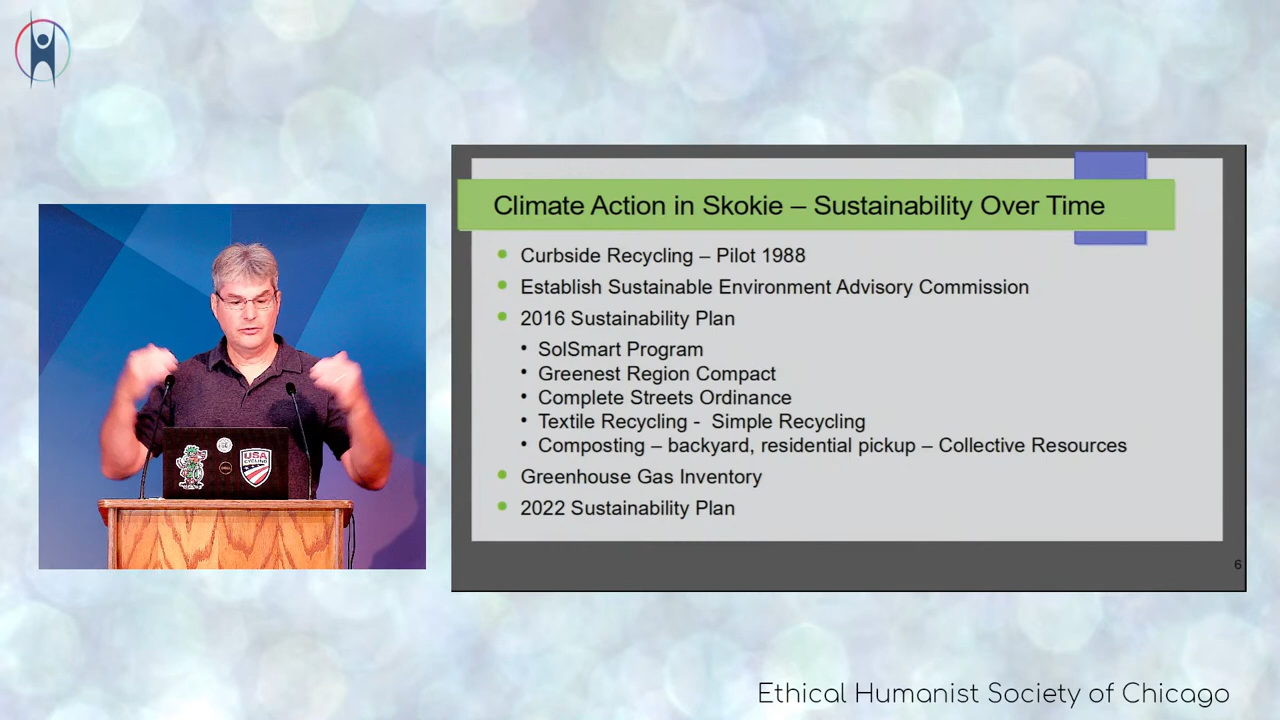 Climate Action in Skokie – Sustainability Over Time
Curbside Recycling – Pilot 1988
Establish Sustainable Environment Advisory Commission
2016 Sustainability Plan
SolSmart Program
Greenest Region Compact
Complete Streets Ordinance
Textile Recycling - Simple Recycling
Composting – backyard, residential pickup – Collective Resources
Greenhouse Gas Inventory
2022 Sustainability Plan
6
USA
CYCLING
Ethical Humanist Society of Chicago